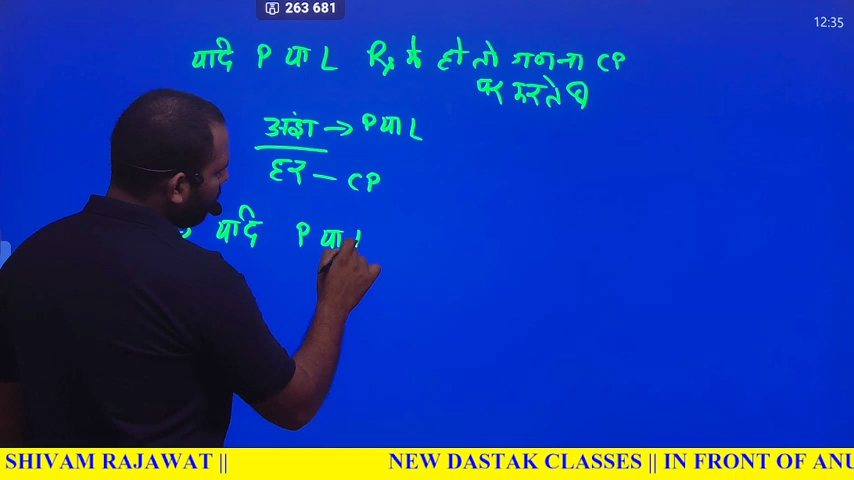 263 681
12:35
यदि P या L Rs में हो तो गणना CP
पर करते
अंश → P या L
हर - CP
यदि P या L
SHIVAM RAJAWAT || NEW DASTAK CLASSES || IN FRONT OF ANU